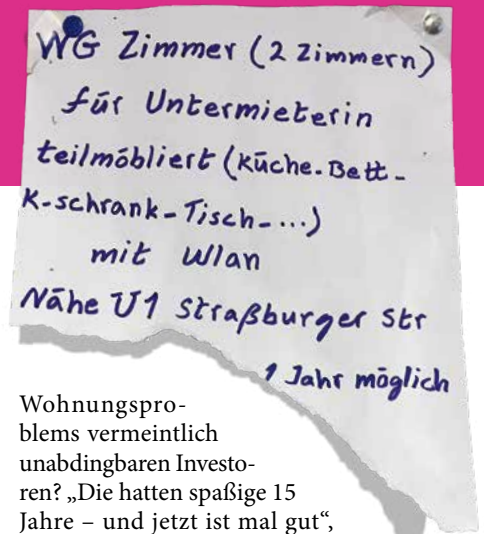 WG Zimmer (2 Zimmern)
für Untermieterin
teilmöbliert (Küche-Bett-
K-schrank-Tisch-...)
mit Wlan
Nähe U1 Straßburger Str
1 Jahr möglich
Wohnungspro-
blems vermeintlich
unabdingbaren Investo-
ren? „Die hatten spaßige 15
Jahre – und jetzt ist mal gut“,